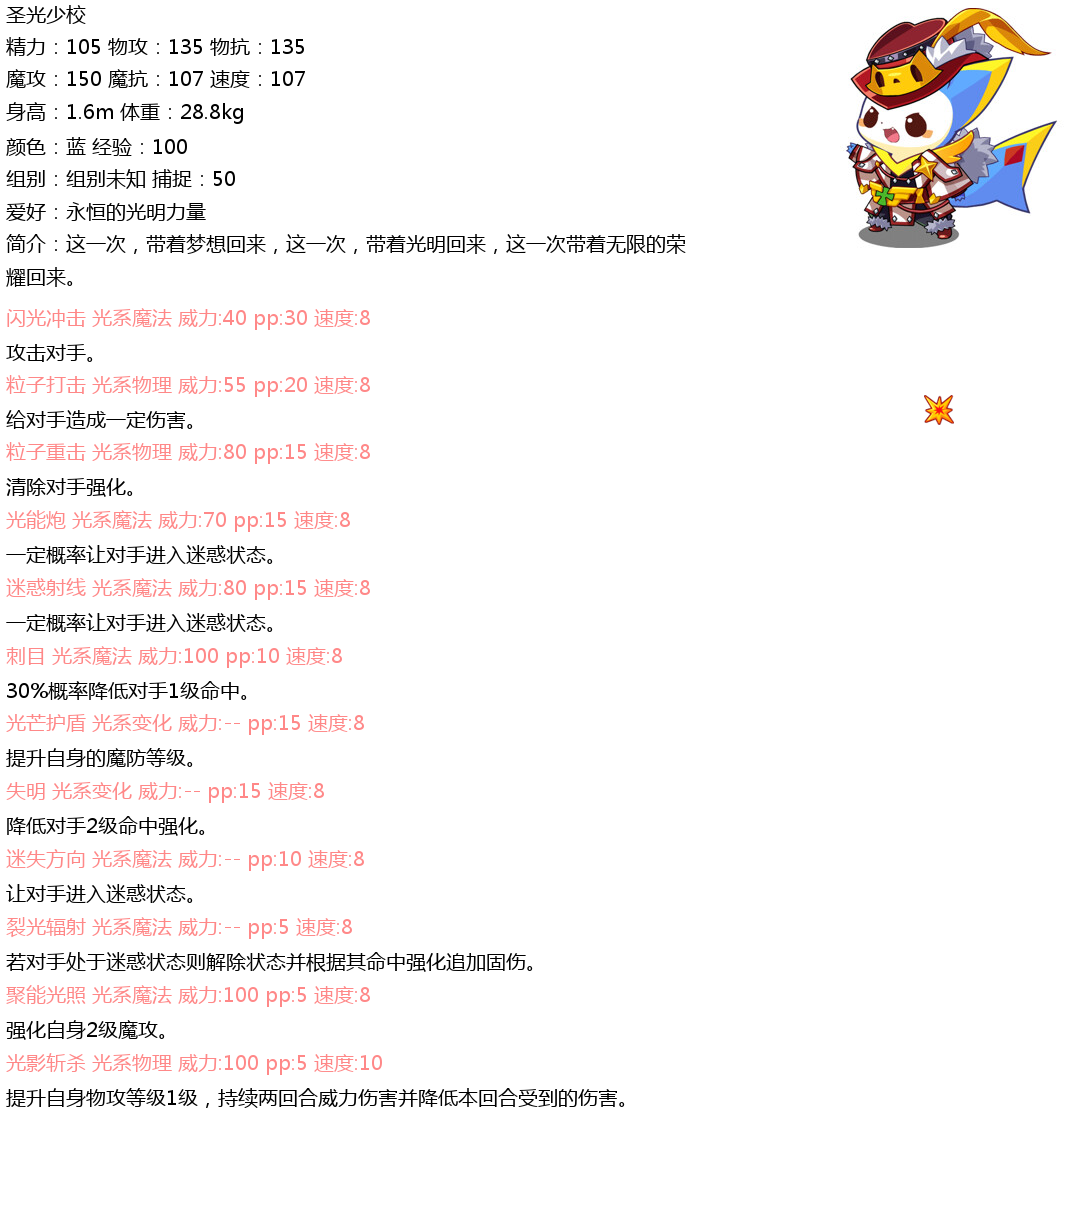 圣光少校
精力：105 物攻：135 物抗：135
魔攻：150 魔抗：107 速度：107
身高：1.6m 体重：28.8kg
颜色：蓝 经验：100
组别：组别未知 捕捉：50
爱好：永恒的光明力量
简介：这一次，带着梦想回来，这一次，带着光明回来，这一次带着无限的荣
耀回来。
闪光冲击 光系魔法 威力:40 pp:30 速度:8
攻击对手。
粒子打击 光系物理 威力:55 pp:20 速度:8
给对手造成一定伤害。
粒子重击 光系物理 威力:80 pp:15 速度:8
清除对手强化。
光能炮 光系魔法 威力:70 pp:15 速度:8
一定概率让对手进入迷惑状态。
迷惑射线 光系魔法 威力:80 pp:15 速度:8
一定概率让对手进入迷惑状态。
刺目 光系魔法 威力:100 pp:10 速度:8
30%概率降低对手1级命中。
光芒护盾 光系变化 威力:-- pp:15 速度:8
提升自身的魔防等级。
失明 光系变化 威力:-- pp:15 速度:8
降低对手2级命中强化。
迷失方向 光系魔法 威力:-- pp:10 速度:8
让对手进入迷惑状态。
裂光辐射 光系魔法 威力:-- pp:5 速度:8
若对手处于迷惑状态则解除状态并根据其命中强化追加固伤。
聚能光照 光系魔法 威力:100 pp:5 速度:8
强化自身2级魔攻。
光影斩杀 光系物理 威力:100 pp:5 速度:10
提升自身物攻等级1级，持续两回合威力伤害并降低本回合受到的伤害。